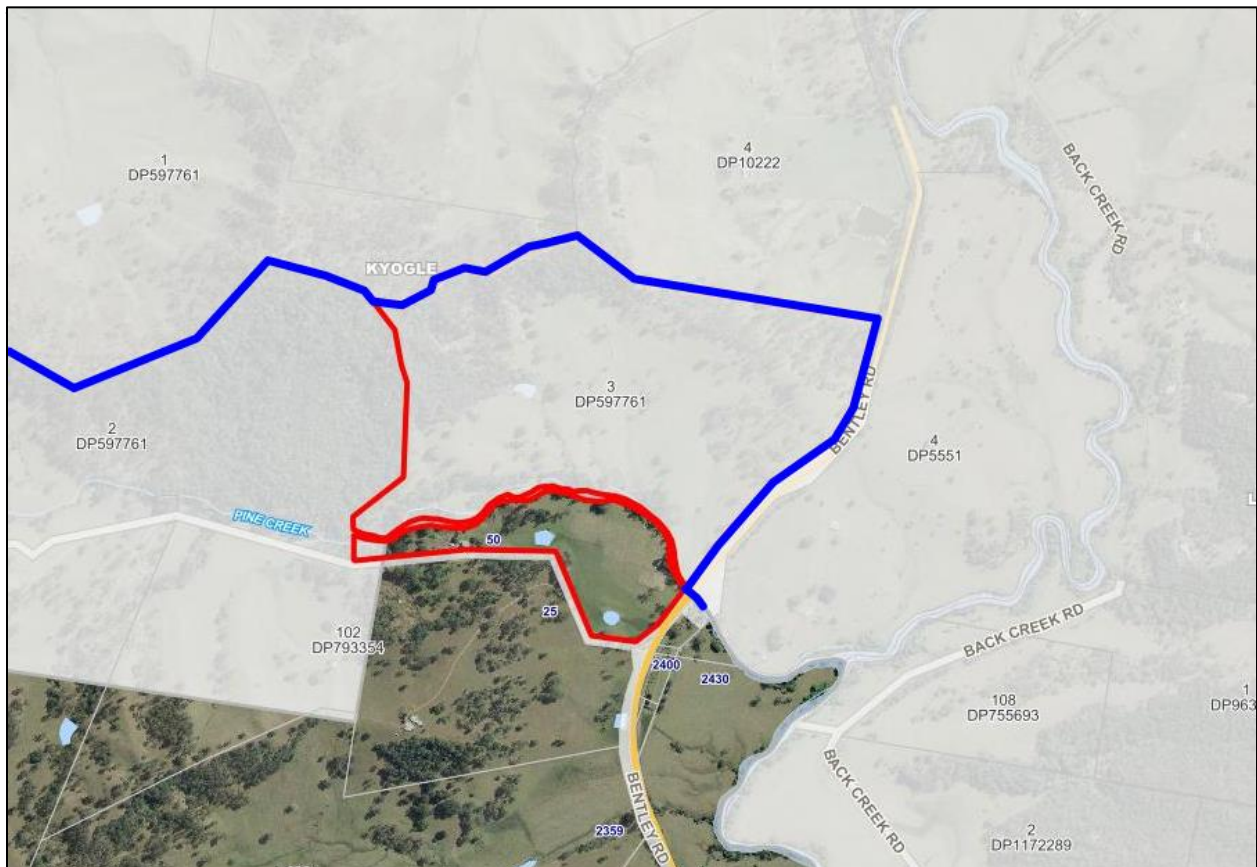 1
DP597761
4
DP10222
BACK CREEK RD
KYOGLE
3
DP597761
BENTLEY RD
2
DP597761
4
DP5551
PINE CREEK
50
25
102
DP793354
BACK CREEK RD
2400
2430
108
DP755693
1
DP963
BACK CREEK RD
BENTLEY RD
2359
2
DP1172289